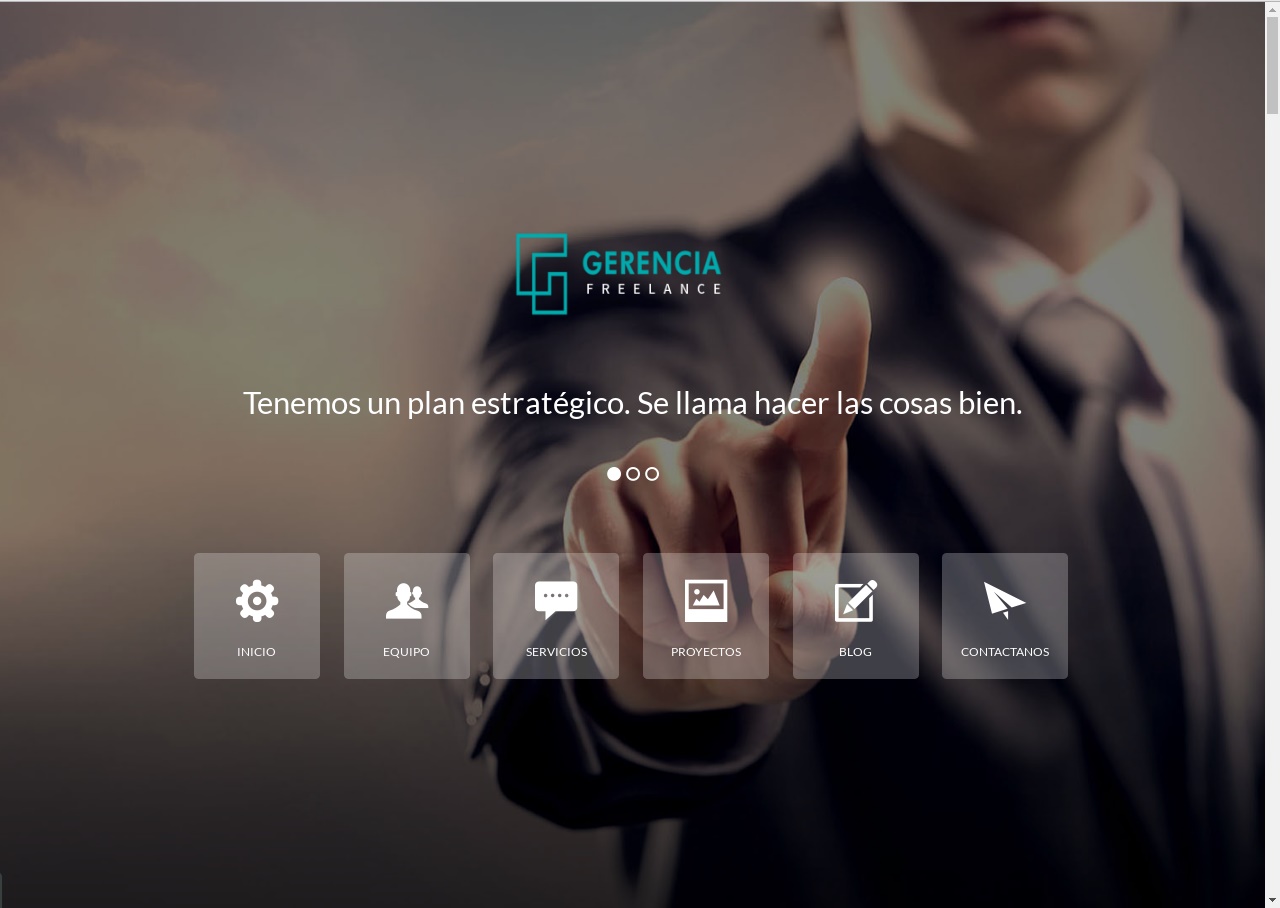 GERENCIA
FREELANCE
Tenemos un plan estratégico. Se llama hacer las cosas bien.
INICIO
EQUIPO
SERVICIOS
PROYECTOS
BLOG
CONTACTANOS